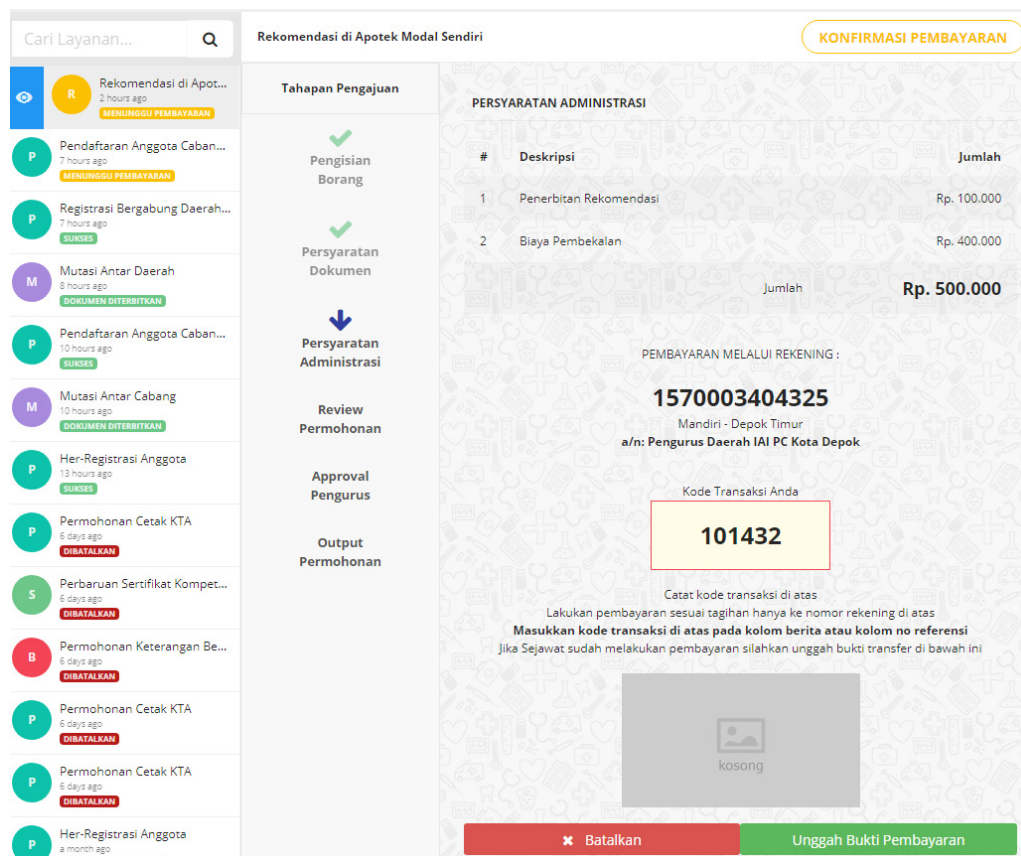 Cari Layanan...
Rekomendasi di Apotek Modal Sendiri
KONFIRMASI PEMBAYARAN
R
Rekomendasi di Apot...
2 hours ago
MENUNGGU PEMBAYARAN
P
Pendaftaran Anggota Caban...
7 hours ago
MENUNGGU PEMBAYARAN
P
Registrasi Bergabung Daerah...
7 hours ago
SUKSES
M
Mutasi Antar Daerah
8 hours ago
DOKUMEN DITERBITKAN
P
Pendaftaran Anggota Caban...
10 hours ago
SUKSES
M
Mutasi Antar Cabang
10 hours ago
DOKUMEN DITERBITKAN
P
Her-Registrasi Anggota
13 hours ago
SUKSES
P
Permohonan Cetak KTA
6 days ago
DIBATALKAN
S
Perbaruan Sertifikat Kompet...
6 days ago
DIBATALKAN
B
Permohonan Keterangan Be...
6 days ago
DIBATALKAN
P
Permohonan Cetak KTA
6 days ago
DIBATALKAN
P
Permohonan Cetak KTA
6 days ago
DIBATALKAN
P
Her-Registrasi Anggota
a month ago
Tahapan Pengajuan
Pengisian
Borang
Persyaratan
Dokumen
Persyaratan
Administrasi
Review
Permohonan
Approval
Pengurus
Output
Permohonan
PERSYARATAN ADMINISTRASI
# Deskripsi Jumlah
1 Penerbitan Rekomendasi Rp. 100.000
2 Biaya Pembekalan Rp. 400.000
Jumlah Rp. 500.000
PEMBAYARAN MELALUI REKENING :
1570003404325
Mandiri - Depok Timur
a/n: Pengurus Daerah IAI PC Kota Depok
Kode Transaksi Anda
101432
Catat kode transaksi di atas
Lakukan pembayaran sesuai tagihan hanya ke nomor rekening di atas
Masukkan kode transaksi di atas pada kolom berita atau kolom no referensi
Jika Sejawat sudah melakukan pembayaran silahkan unggah bukti transfer di bawah ini
kosong
Batalkan
Unggah Bukti Pembayaran